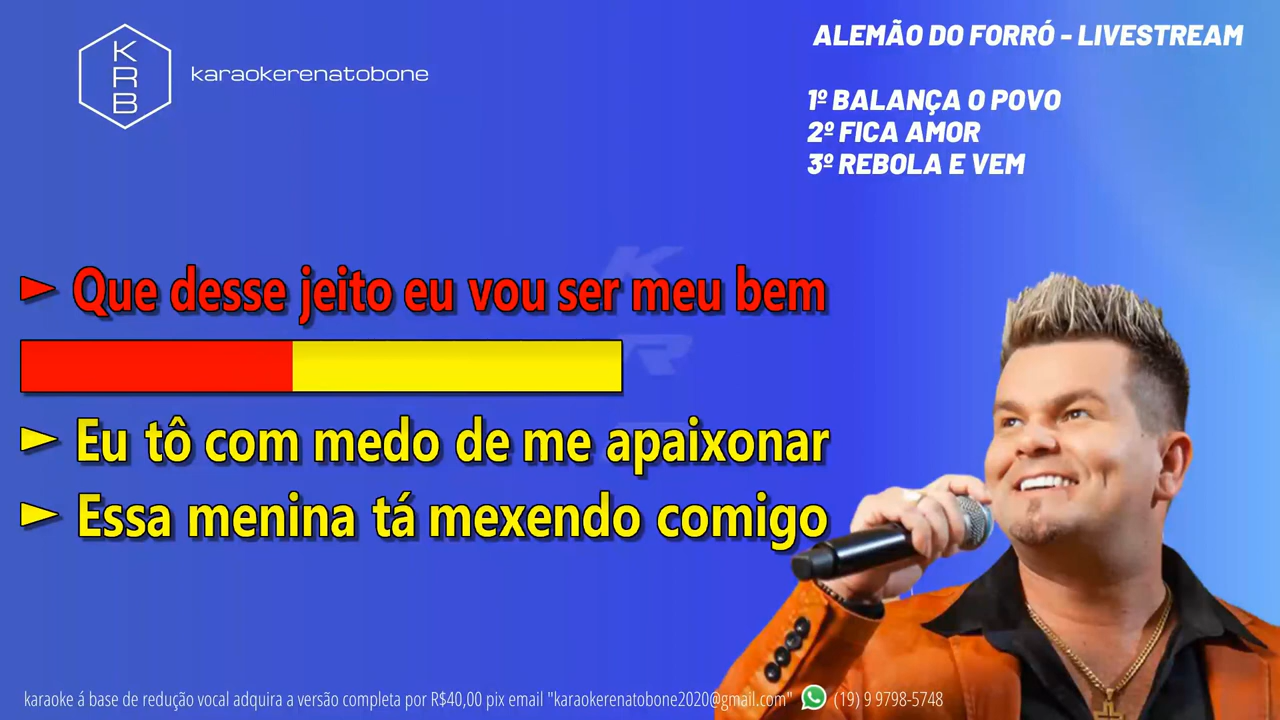 KRB
karaokerenatobone
ALEMÃO DO FORRÓ - LIVESTREAM
1º BALANÇA O POVO
2º FICA AMOR
3º REBOLA E VEM
► Que desse jeito eu vou ser meu bem
► Eu tô com medo de me apaixonar
► Essa menina tá mexendo comigo
karaoke á base de redução vocal adquira a versão completa por R$40,00 pix email "karaokerenatobone2020@gmail.com" (19) 9 9798-5748